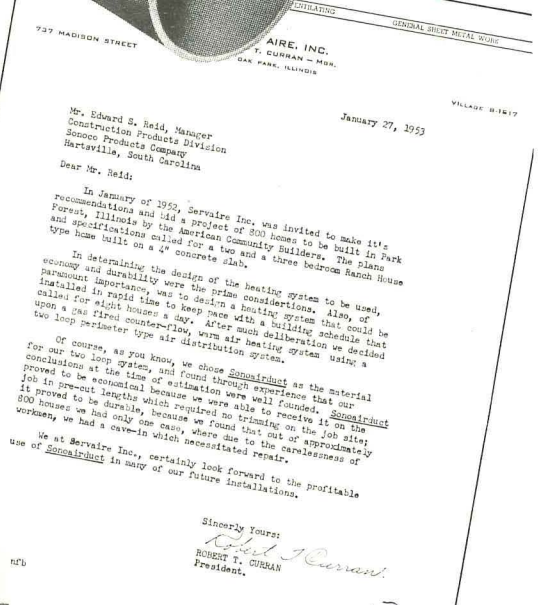 VENTILATING
GENERAL SHEET METAL WORK
737 MADISON STREET
AIRE, INC.
T. CURRAN — MGR.
OAK PARK, ILLINOIS
VILLAGE 8-1617
January 27, 1953
Mr. Edward S. Reid, Manager
Construction Products Division
Sonoco Products Company
Hartsville, South Carolina
Dear Mr. Reid:
In January of 1952, Servaire Inc. was invited to make it's
recommendations and bid a project of 800 homes to be built in Park
Forest, Illinois by the American Community Builders. The plans
and specifications called for a two and a three bedroom Ranch House
type home built on a 4" concrete slab.
In determining the design of the heating system to be used,
economy and durability were the prime considertions. Also, of
paramount importance, was to design a heating system that could be
installed in rapid time to keep pace with a building schedule that
called for eight houses a day. After much deliberation we decided
upon a gas fired counter-flow, warm air heating system using a
two loop perimeter type air distribution system.
Of course, as you know, we chose Sonoairduct as the material
for our two loop system, and found through experience that our
conclusions at the time of estimation were well founded. Sonoairduct
proved to be economical because we were able to receive it on the
job in pre-cut lengths which required no trimming on the job site;
it proved to be durable, because we found that out of approximately
800 houses we had only one case, where due to the carelessness of
workmen, we had a cave-in which necessitated repair.
We at Servaire Inc., certainly look forward to the profitable
use of Sonoairduct in many of our future installations.
Sincerely Yours:
Robert T Curran.
ROBERT T. CURRAN
President.
nfb